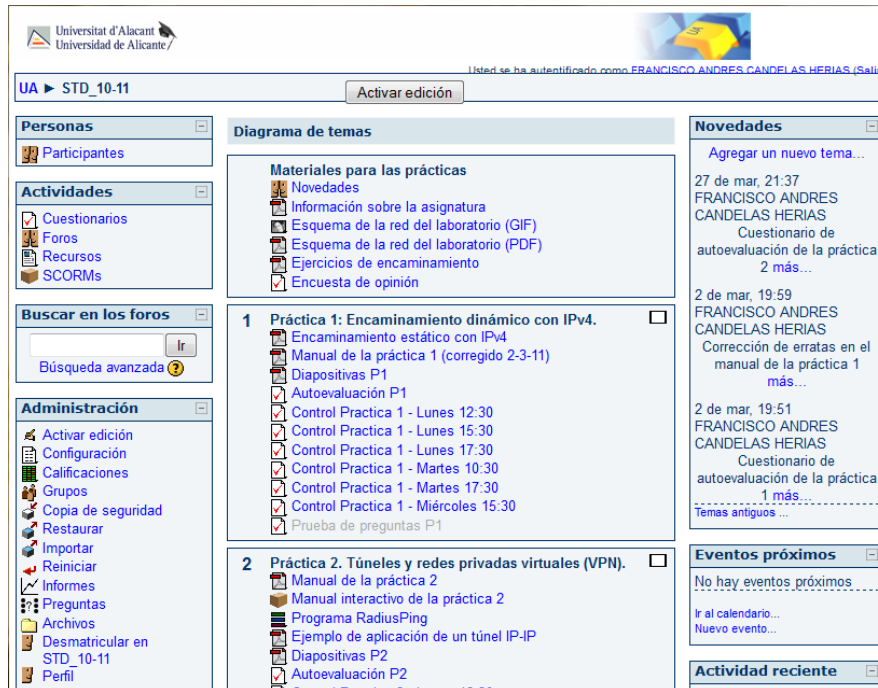 Universitat d'Alacant
Universidad de Alicante
UA
Usted se ha autentificado como FRANCISCO ANDRES CANDELAS HERIAS
UA ► STD_10-11
Activar edición
Personas
Participantes
Actividades
Cuestionarios
Foros
Recursos
SCORMs
Buscar en los foros
Ir
Búsqueda avanzada ?
Administración
Activar edición
Configuración
Calificaciones
Grupos
Copia de seguridad
Restaurar
Importar
Reiniciar
Informes
Preguntas
Archivos
Desmatricular en
STD_10-11
Perfil
Diagrama de temas
Materiales para las prácticas
Novedades
Información sobre la asignatura
Esquema de la red del laboratorio (GIF)
Esquema de la red del laboratorio (PDF)
Ejercicios de encaminamiento
Encuesta de opinión
1 Práctica 1: Encaminamiento dinámico con IPv4.
Encaminamiento estático con IPv4
Manual de la práctica 1 (corregido 2-3-11)
Diapositivas P1
Autoevaluación P1
Control Practica 1 - Lunes 12:30
Control Practica 1 - Lunes 15:30
Control Practica 1 - Lunes 17:30
Control Practica 1 - Martes 10:30
Control Practica 1 - Martes 17:30
Control Practica 1 - Miércoles 15:30
Prueba de preguntas P1
2 Práctica 2. Túneles y redes privadas virtuales (VPN).
Manual de la práctica 2
Manual interactivo de la práctica 2
Programa RadiusPing
Ejemplo de aplicación de un túnel IP-IP
Diapositivas P2
Autoevaluación P2
Novedades
Agregar un nuevo tema...
27 de mar, 21:37
FRANCISCO ANDRES
CANDELAS HERIAS
Cuestionario de
autoevaluación de la práctica
2 más...
2 de mar, 19:59
FRANCISCO ANDRES
CANDELAS HERIAS
Corrección de erratas en el
manual de la práctica 1
más...
2 de mar, 19:51
FRANCISCO ANDRES
CANDELAS HERIAS
Cuestionario de
autoevaluación de la práctica
1 más...
Temas antiguos ...
Eventos próximos
No hay eventos próximos
Ir al calendario...
Nuevo evento...
Actividad reciente